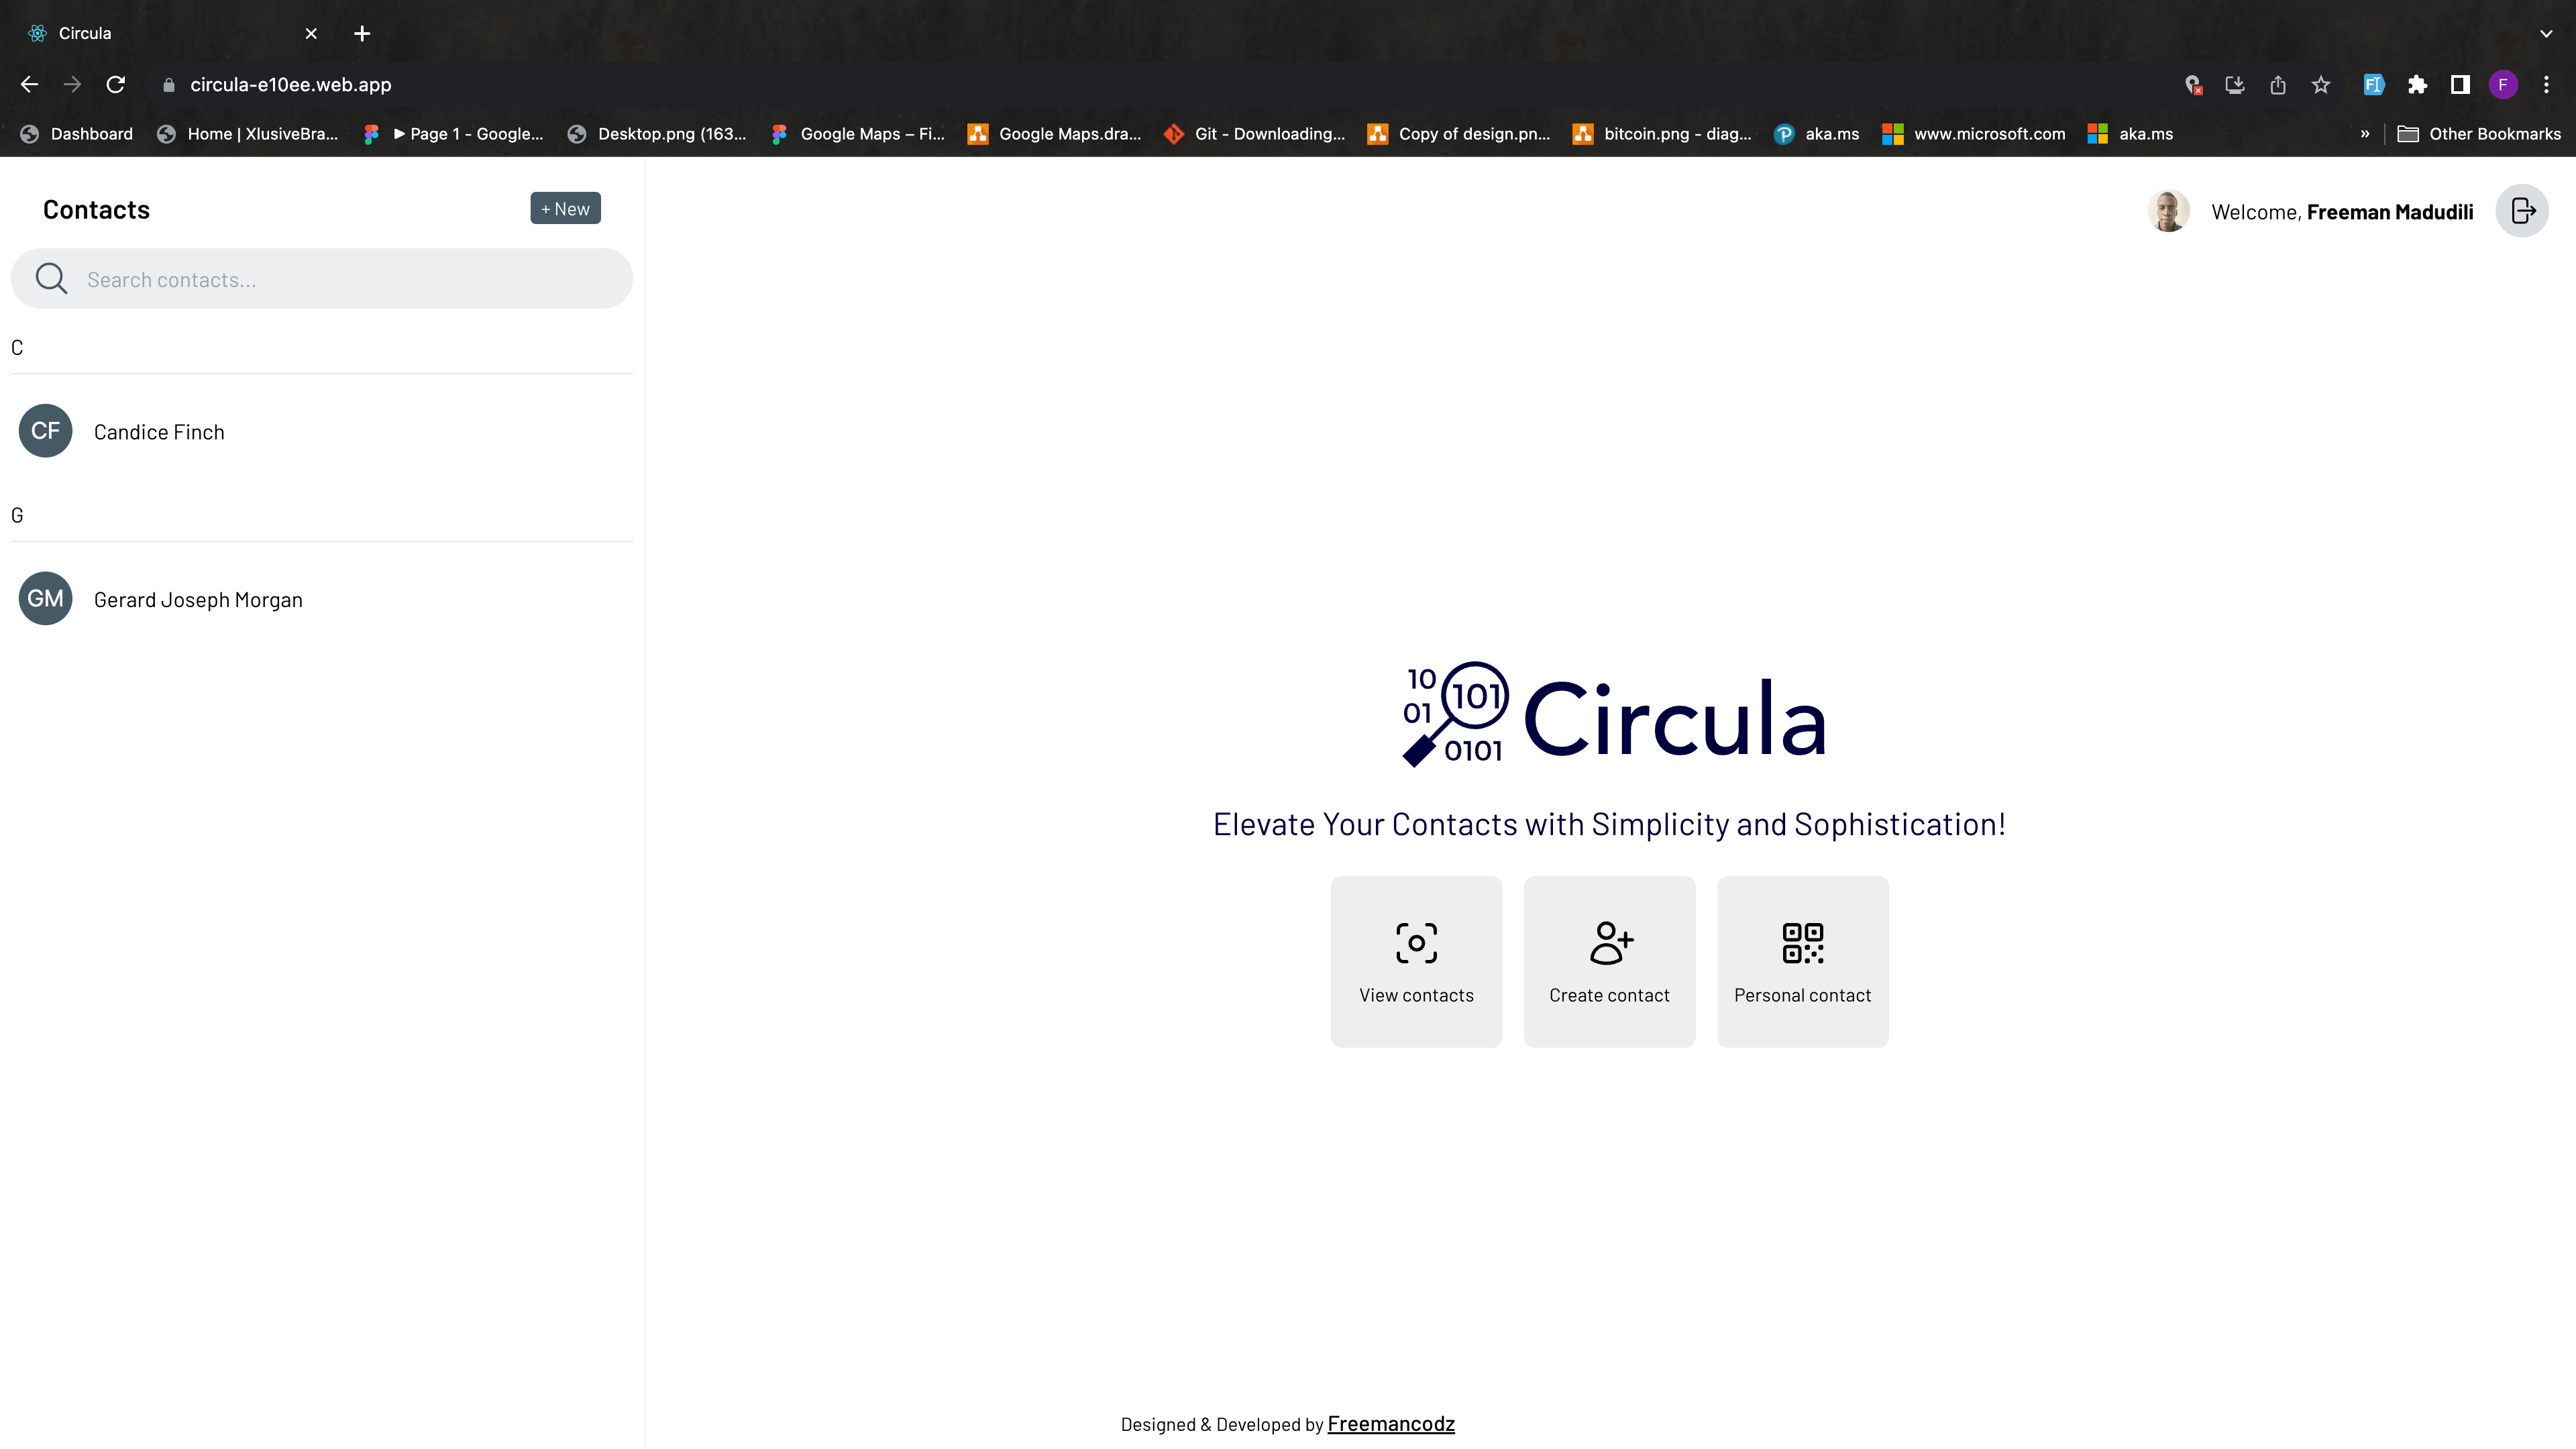 Circula
circula-e10ee.web.app
F
Dashboard
Home | XlusiveBra...
Page 1 - Google...
Desktop.png (163...
Google Maps – Fi...
Google Maps.dra...
Git - Downloading...
Copy of design.pn...
bitcoin.png - diag...
aka.ms
www.microsoft.com
aka.ms
»
Other Bookmarks
Contacts
+ New
Welcome, Freeman Madudili
Search contacts...
C
CF Candice Finch
G
GM Gerard Joseph Morgan
10
101
01
0101
Circula
Elevate Your Contacts with Simplicity and Sophistication!
View contacts
Create contact
Personal contact
Designed & Developed by Freemancodz